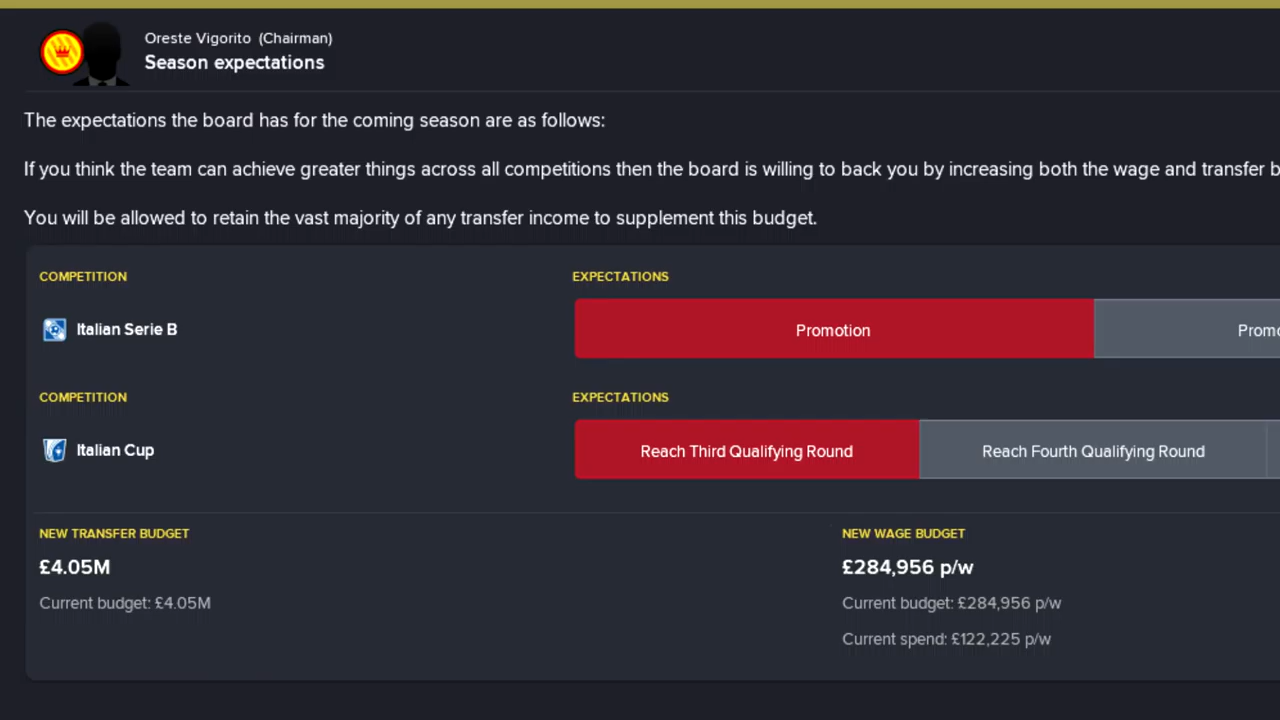 Oreste Vigorito (Chairman)
Season expectations
The expectations the board has for the coming season are as follows:
If you think the team can achieve greater things across all competitions then the board is willing to back you by increasing both the wage and transfer b
You will be allowed to retain the vast majority of any transfer income to supplement this budget.
COMPETITION
EXPECTATIONS
Italian Serie B
Promotion
Promo
COMPETITION
EXPECTATIONS
Italian Cup
Reach Third Qualifying Round
Reach Fourth Qualifying Round
NEW TRANSFER BUDGET
NEW WAGE BUDGET
£4.05M
£284,956 p/w
Current budget: £4.05M
Current budget: £284,956 p/w
Current spend: £122,225 p/w